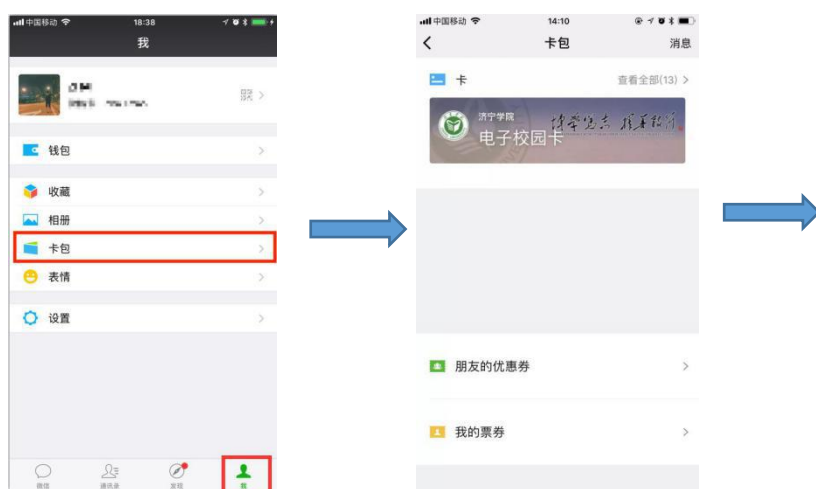 中国移动
18:38
我
钱包
收藏
相册
卡包
表情
设置
微信
通讯录
发现
我
中国移动
14:10
卡包
消息
卡
查看全部(13)
济宁学院
电子校园卡
朋友的优惠券
我的票券